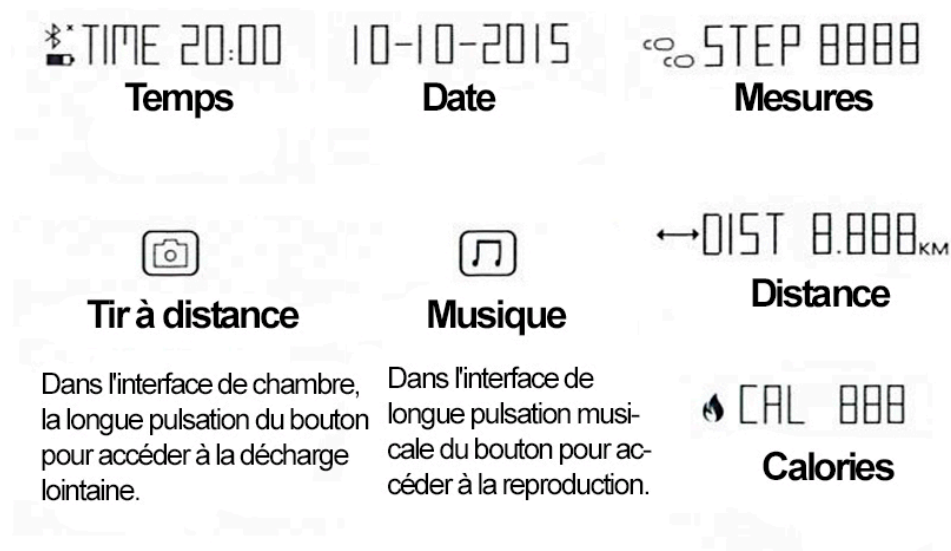 TIME 20:00
Temps
10-10-2015
Date
STEP 8888
Mesures
Tir à distance
Dans l'interface de chambre,
la longue pulsation du bouton
pour accéder à la décharge
lointaine.
Musique
Dans l'interface de
longue pulsation musi-
cale du bouton pour ac-
céder à la reproduction.
DIST 8.888KM
Distance
CAL 888
Calories